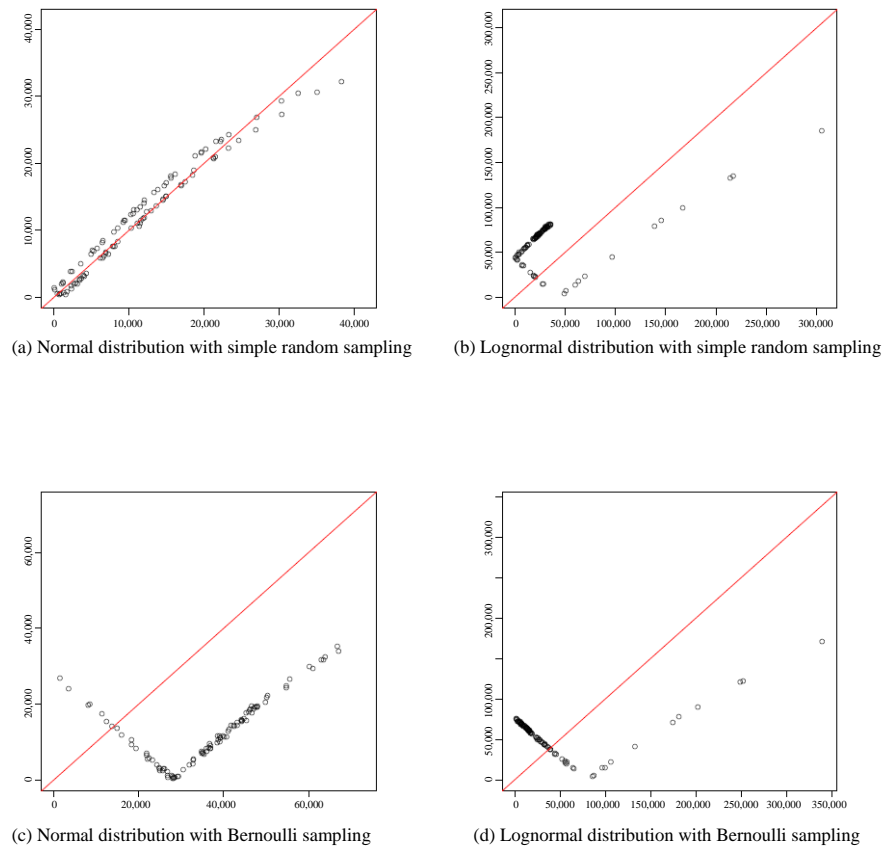 40,000
30,000
20,000
10,000
0
0 10,000 20,000 30,000 40,000
(a) Normal distribution with simple random sampling
300,000
250,000
200,000
150,000
100,000
50,000
0
0 50,000 100,000 150,000 200,000 250,000 300,000
(b) Lognormal distribution with simple random sampling
60,000
40,000
20,000
0
0 20,000 40,000 60,000
(c) Normal distribution with Bernoulli sampling
300,000
200,000
100,000
50,000
0
0 50,000 100,000 150,000 200,000 250,000 300,000 350,000
(d) Lognormal distribution with Bernoulli sampling